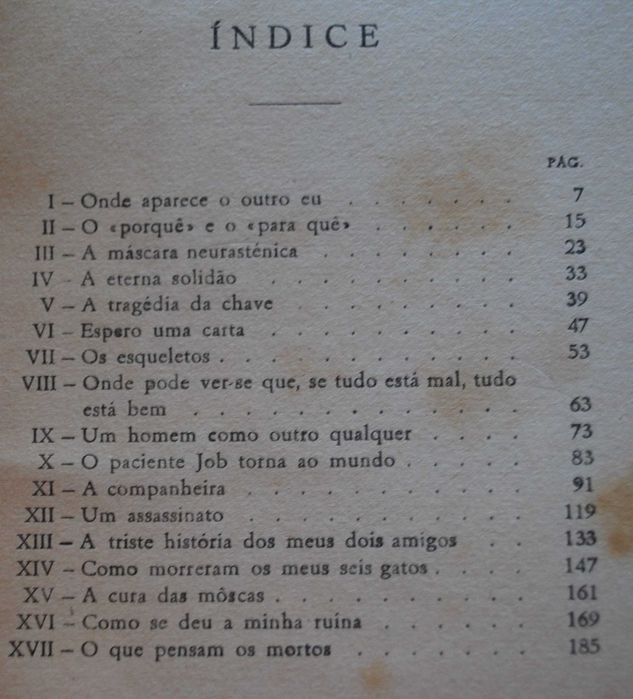 ÍNDICE
PÁG.
I — Onde aparece o outro eu . . . . . . . 7
II — O «porquê» e o «para quê» . . . . . . 15
III — A máscara neurasténica . . . . . . . . 23
IV — A eterna solidão . . . . . . . . . . 33
V — A tragédia da chave . . . . . . . . . 39
VI — Espero uma carta . . . . . . . . . . 47
VII — Os esqueletos . . . . . . . . . . . . 53
VIII — Onde pode ver-se que, se tudo está mal, tudo
está bem . . . . . . . . . . . . . 63
IX — Um homem como outro qualquer . . . . 73
X — O paciente Job torna ao mundo . . . . . 83
XI — A companheira . . . . . . . . . . . 91
XII — Um assassinato . . . . . . . . . . . 119
XIII — A triste história dos meus dois amigos . . 133
XIV — Como morreram os meus seis gatos . . . . 147
XV — A cura das môscas . . . . . . . . . . 161
XVI — Como se deu a minha ruína . . . . . . 169
XVII — O que pensam os mortos . . . . . . . 185